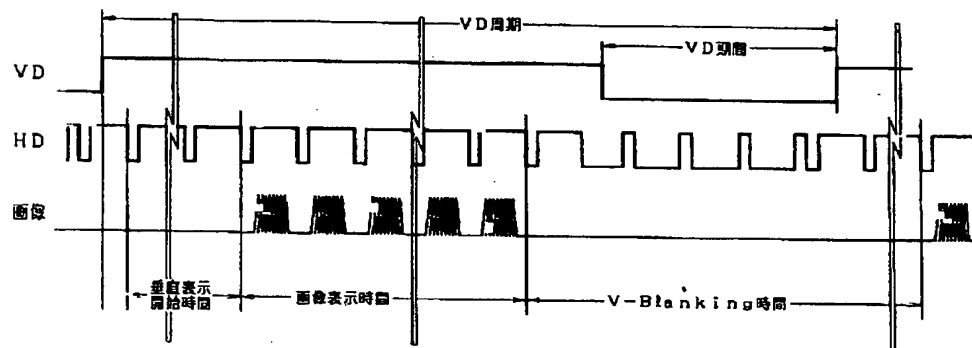 VD周期
VD期間
VD
HD
画像
垂直表示
開始時間
画像表示時間
V-Blanking時間